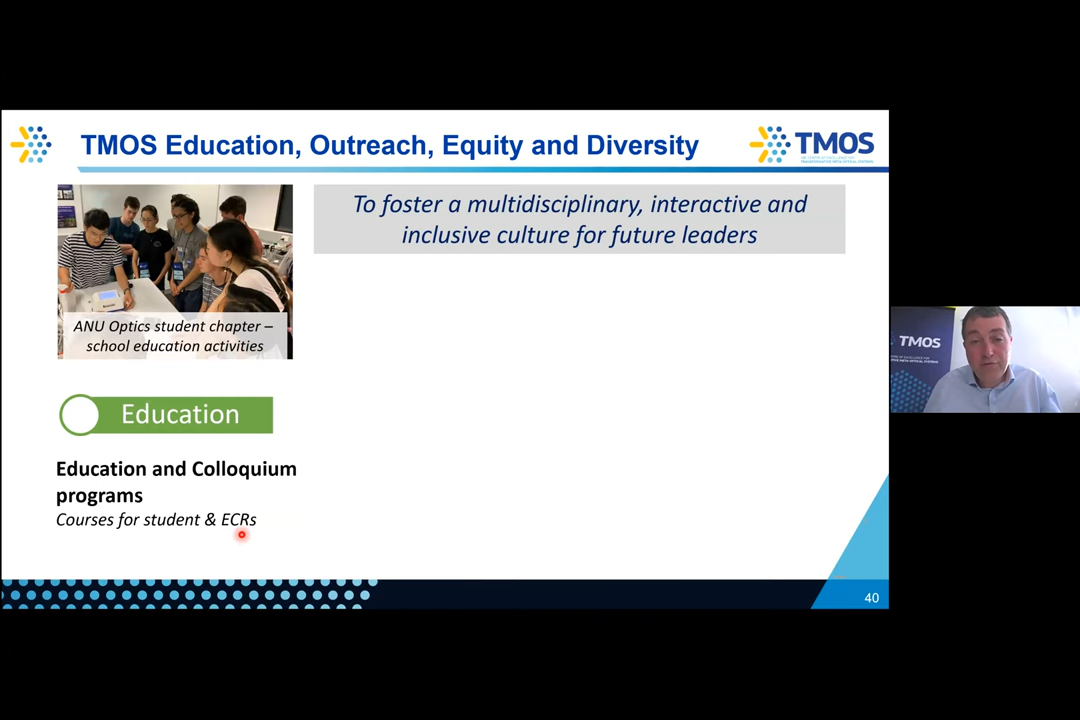 TMOS Education, Outreach, Equity and Diversity
TMOS
To foster a multidisciplinary, interactive and
inclusive culture for future leaders
ANU Optics student chapter –
school education activities
Education
Education and Colloquium
programs
Courses for student & ECRs
40
TMOS